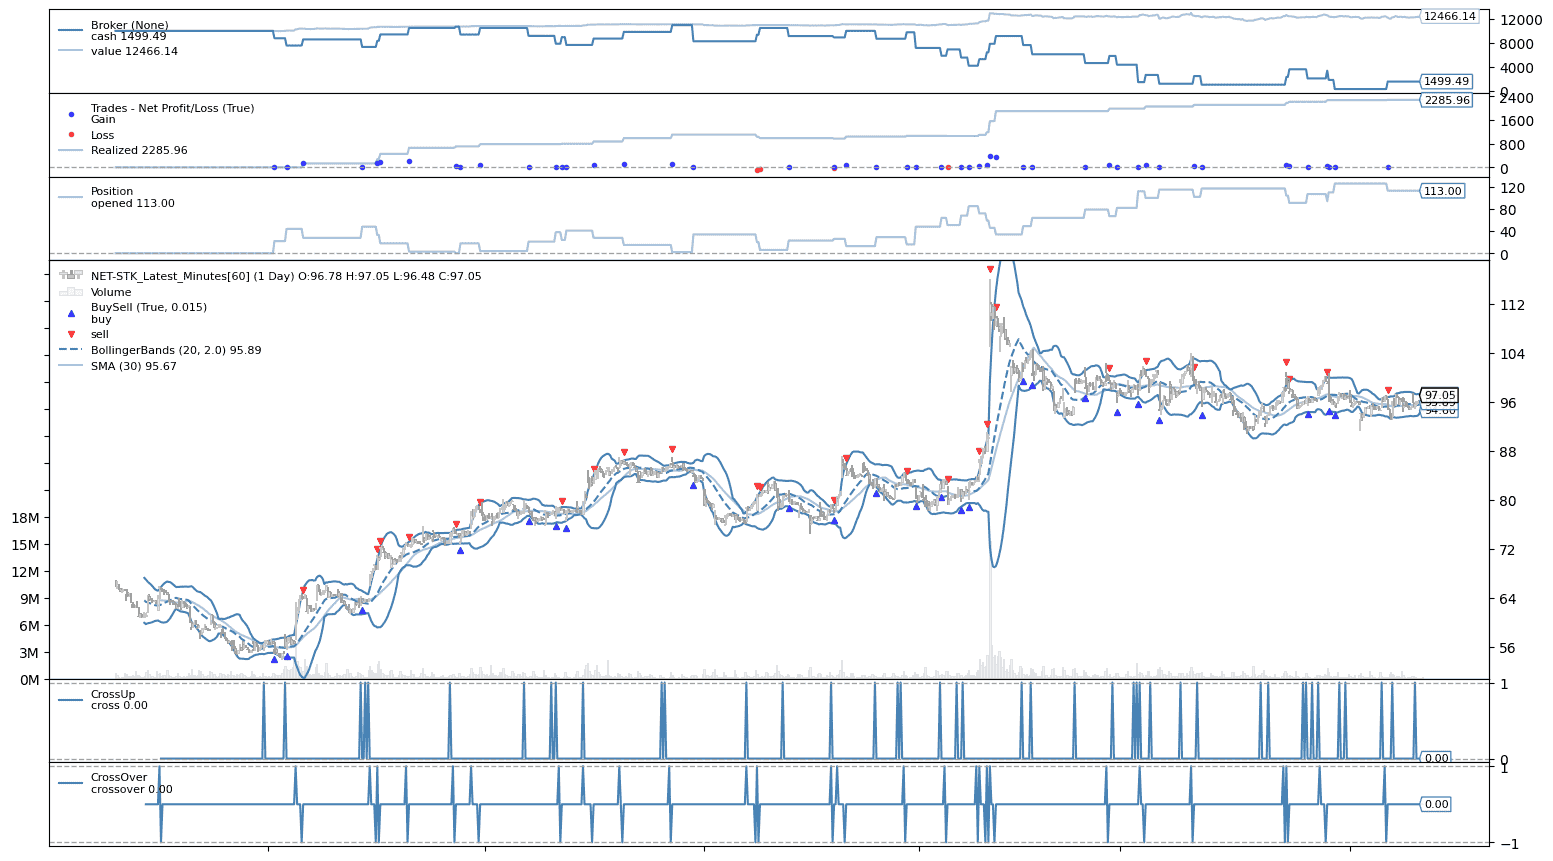 Broker (None)
cash 1499.49
value 12466.14
12466.14
1499.49
12000
8000
4000
0
Trades - Net Profit/Loss (True)
Gain
Loss
Realized 2285.96
2285.96
2400
1600
800
0
Position
opened 113.00
113.00
120
80
40
0
NET-STK_Latest_Minutes[60] (1 Day) O:96.78 H:97.05 L:96.48 C:97.05
Volume
BuySell (True, 0.015)
buy
sell
BollingerBands (20, 2.0) 95.89
SMA (30) 95.67
18M
15M
12M
9M
6M
3M
0M
112
104
96
88
80
72
64
56
97.05
CrossUp
cross 0.00
0.00
1
0
CrossOver
crossover 0.00
0.00
1
−1